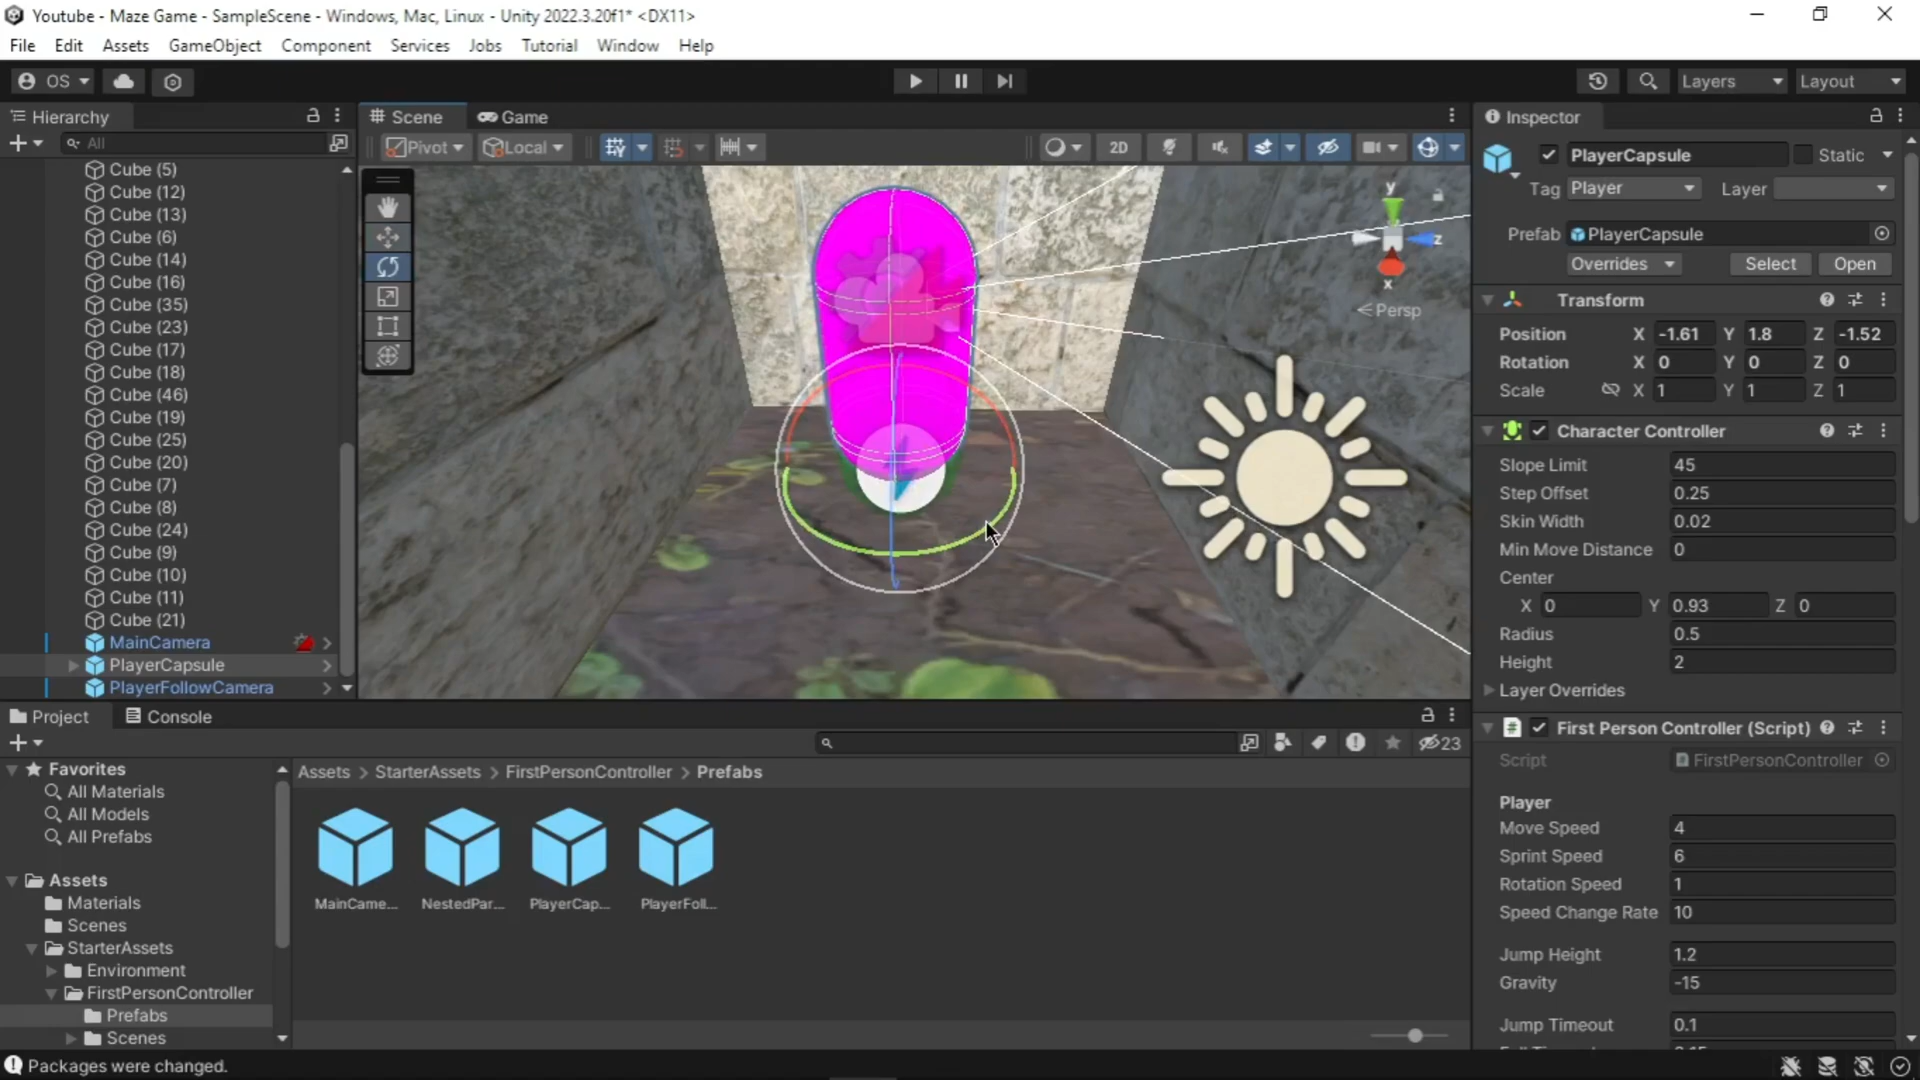 Youtube - Maze Game - SampleScene - Windows, Mac, Linux - Unity 2022.3.20f1* <DX11>
File Edit Assets GameObject Component Services Jobs Tutorial Window Help
OS Layers Layout
Hierarchy
All
Cube (5)
Cube (12)
Cube (13)
Cube (6)
Cube (14)
Cube (16)
Cube (35)
Cube (23)
Cube (17)
Cube (18)
Cube (46)
Cube (19)
Cube (25)
Cube (20)
Cube (7)
Cube (8)
Cube (24)
Cube (9)
Cube (10)
Cube (11)
Cube (21)
MainCamera
PlayerCapsule
PlayerFollowCamera
Scene Game
Pivot Local 2D
y
z
x
Persp
Inspector
PlayerCapsule Static
Tag Player Layer
Prefab PlayerCapsule
Overrides Select Open
Transform
Position X -1.61 Y 1.8 Z -1.52
Rotation X 0 Y 0 Z 0
Scale X 1 Y 1 Z 1
Character Controller
Slope Limit 45
Step Offset 0.25
Skin Width 0.02
Min Move Distance 0
Center
X 0 Y 0.93 Z 0
Radius 0.5
Height 2
Layer Overrides
First Person Controller (Script)
Script FirstPersonController
Player
Move Speed 4
Sprint Speed 6
Rotation Speed 1
Speed Change Rate 10
Jump Height 1.2
Gravity -15
Jump Timeout 0.1
Project Console
23
Favorites
All Materials
All Models
All Prefabs
Assets
Materials
Scenes
StarterAssets
Environment
FirstPersonController
Prefabs
Scenes
Assets > StarterAssets > FirstPersonController > Prefabs
MainCame... NestedPar... PlayerCap... PlayerFoll...
Packages were changed.